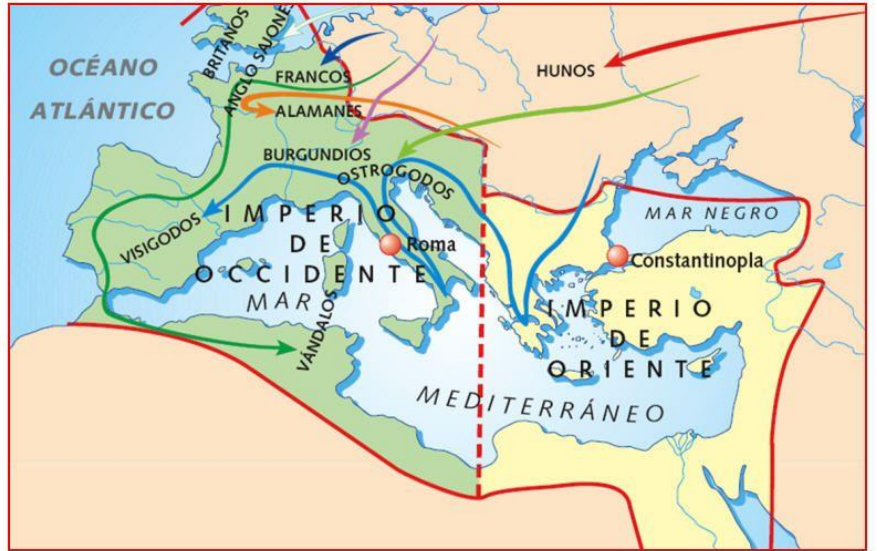 OCÉANO
ATLÁNTICO
BRITANOS
ANGLO SAJONES
FRANCOS
ALAMANES
HUNOS
BURGUNDIOS
OSTROGODOS
VISIGODOS
IMPERIO
DE
OCCIDENTE
Roma
MAR
MEDITERRÁNEO
VÁNDALOS
MAR NEGRO
Constantinopla
IMPERIO
DE
ORIENTE